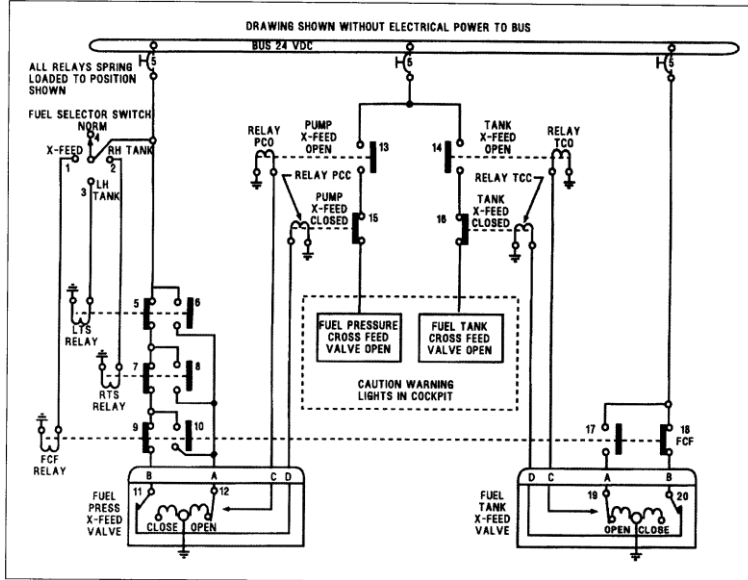 DRAWING SHOWN WITHOUT ELECTRICAL POWER TO BUS
BUS 24 VDC
5
5
5
ALL RELAYS SPRING
LOADED TO POSITION
SHOWN
FUEL SELECTOR SWITCH
NORM
4
X-FEED
1
RH TANK
2
3
LH
TANK
RELAY
PCO
PUMP
X-FEED
OPEN
13
14
TANK
X-FEED
OPEN
RELAY
TCO
RELAY PCC
RELAY TCC
PUMP
X-FEED
CLOSED
15
16
TANK
X-FEED
CLOSED
5
6
LTS
RELAY
7
8
RTS
RELAY
9
10
FCF
RELAY
FUEL PRESSURE
CROSS FEED
VALVE OPEN
FUEL TANK
CROSS FEED
VALVE OPEN
CAUTION WARNING
LIGHTS IN COCKPIT
17
18
FCF
B A C D
11 12
CLOSE OPEN
FUEL
PRESS
X-FEED
VALVE
D C A B
19 20
OPEN CLOSE
FUEL
TANK
X-FEED
VALVE